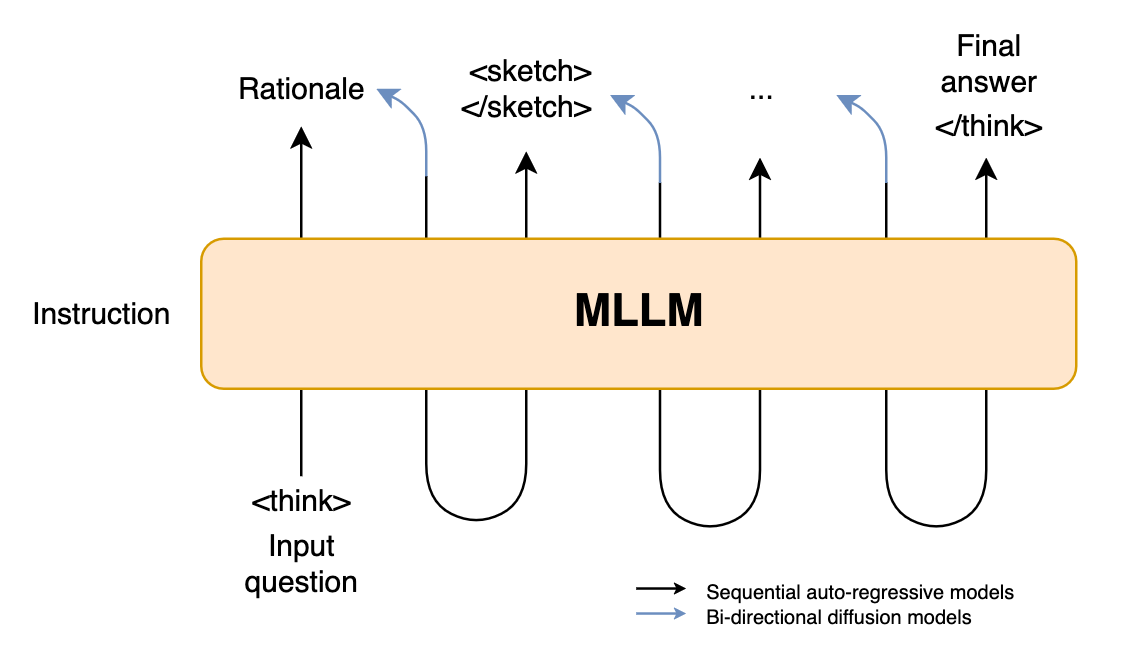 Rationale
<sketch>
</sketch>
...
Final
answer
</think>
Instruction
MLLM
<think>
Input
question
Sequential auto-regressive models
Bi-directional diffusion models